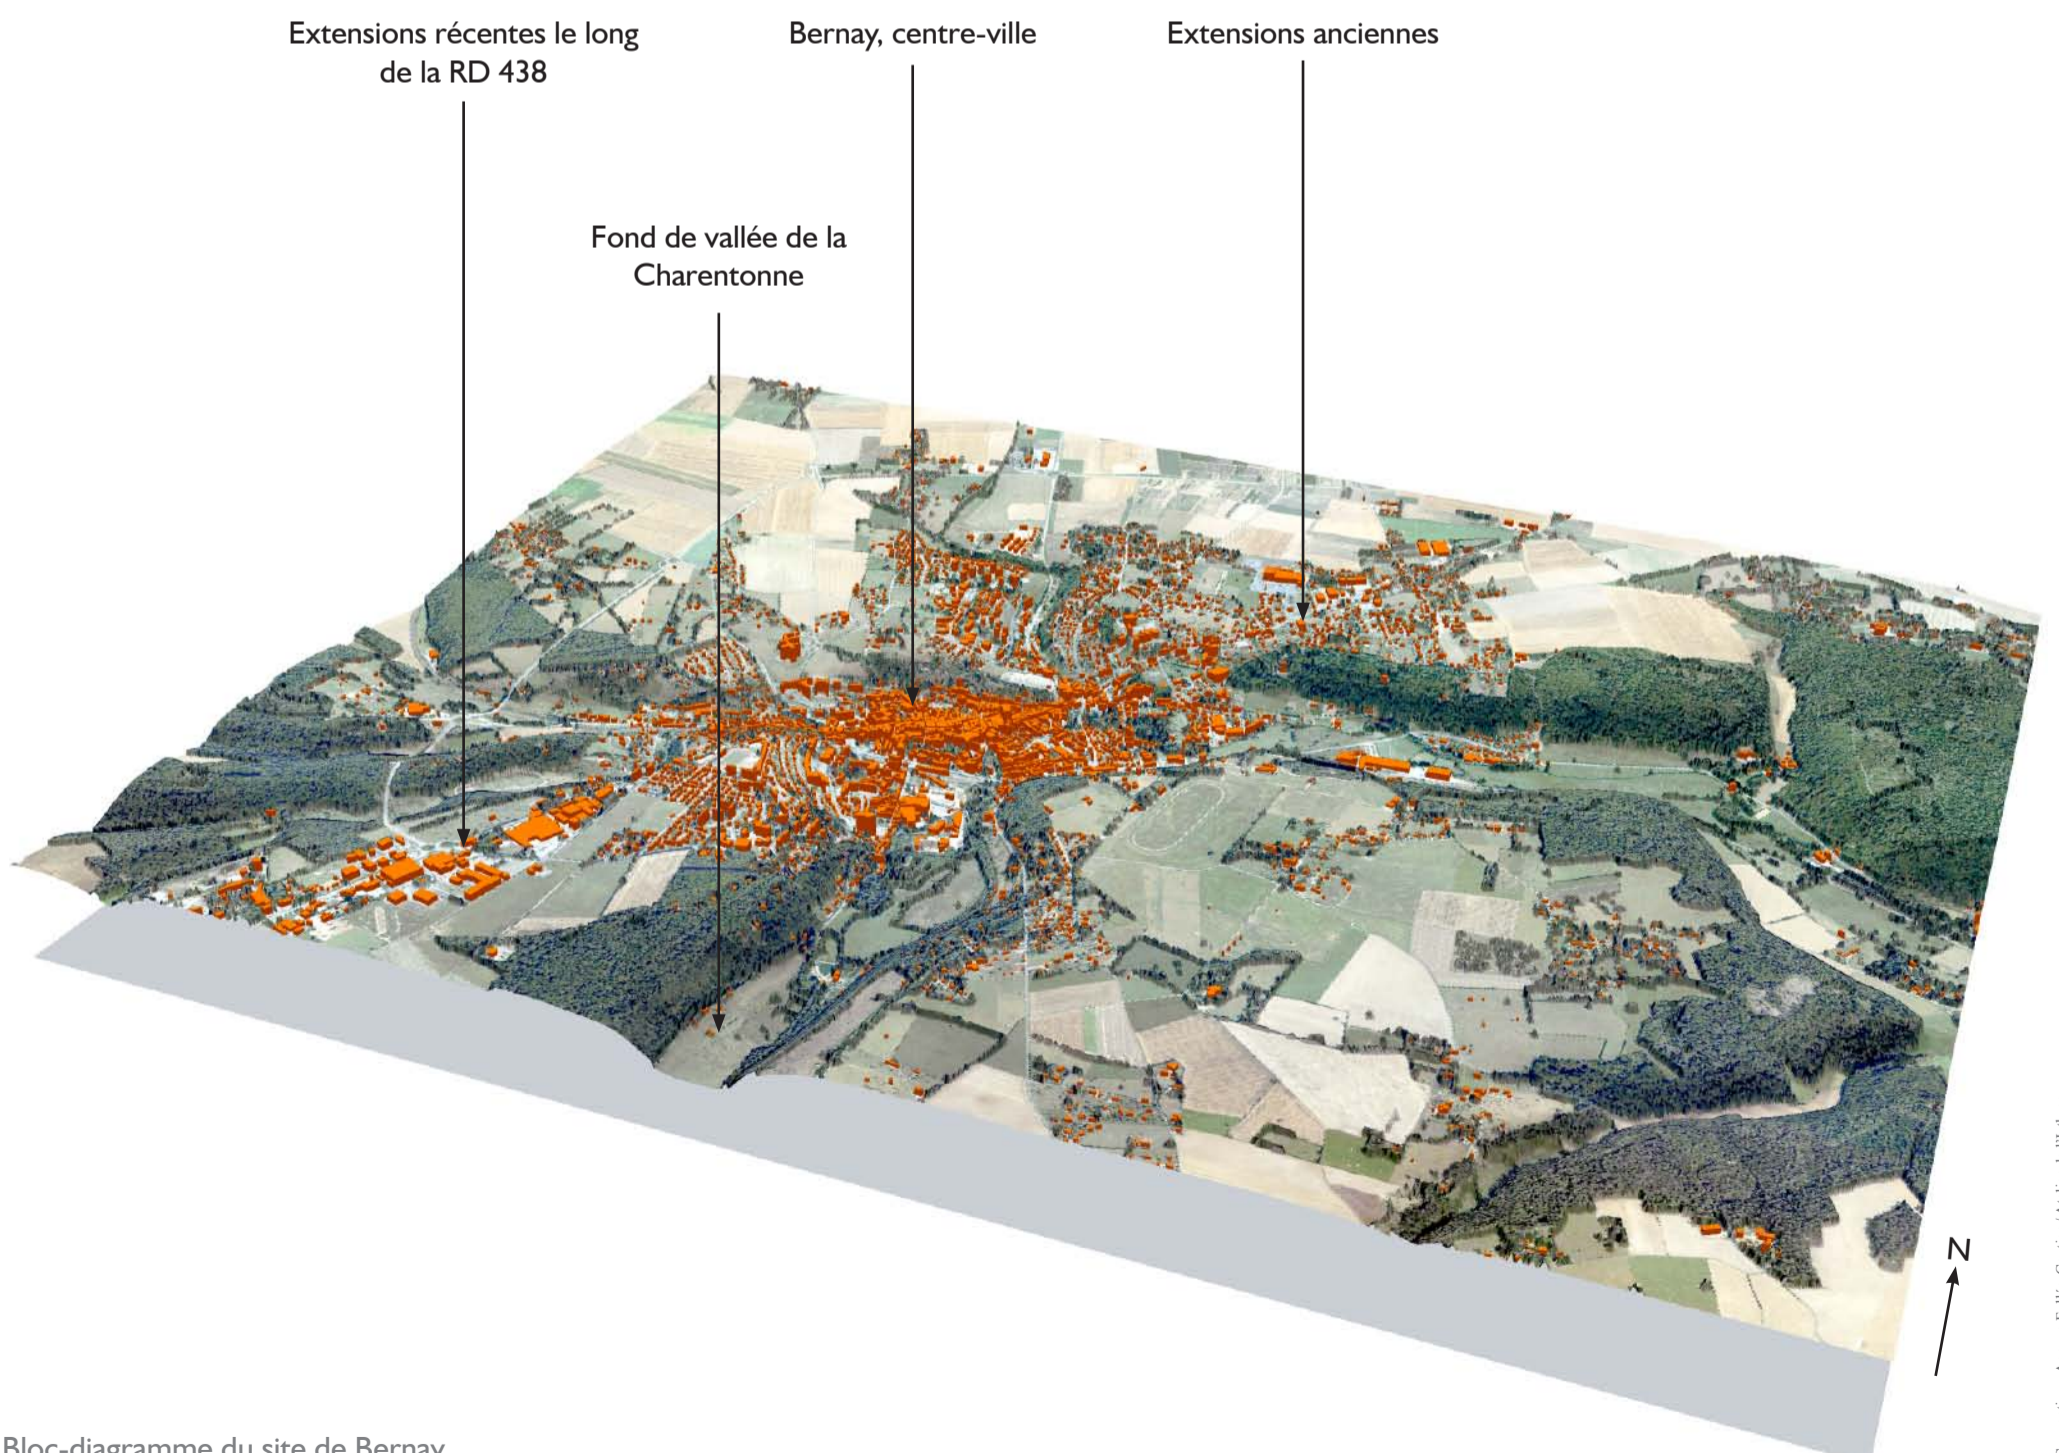 Extensions récentes le long
de la RD 438
Bernay, centre-ville
Extensions anciennes
Fond de vallée de la
Charentonne
N
Bloc-diagramme du site de Bernay